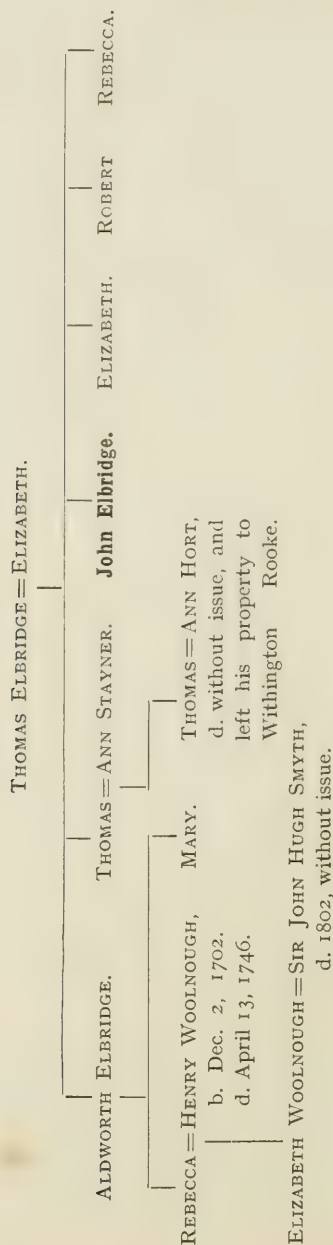 THOMAS ELBRIDGE=ELIZABETH.
ALDWORTH ELBRIDGE. THOMAS=ANN STAYNER. John Elbridge. ELIZABETH. ROBERT REBECCA.
REBECCA=HENRY WOOLNOUGH, MARY. THOMAS=ANN HORT,
b. Dec. 2, 1702. d. without issue, and
d. April 13, 1746. left his property to
Withington Rooke.
ELIZABETH WOOLNOUGH=SIR JOHN HUGH SMYTH,
d. 1802, without issue.